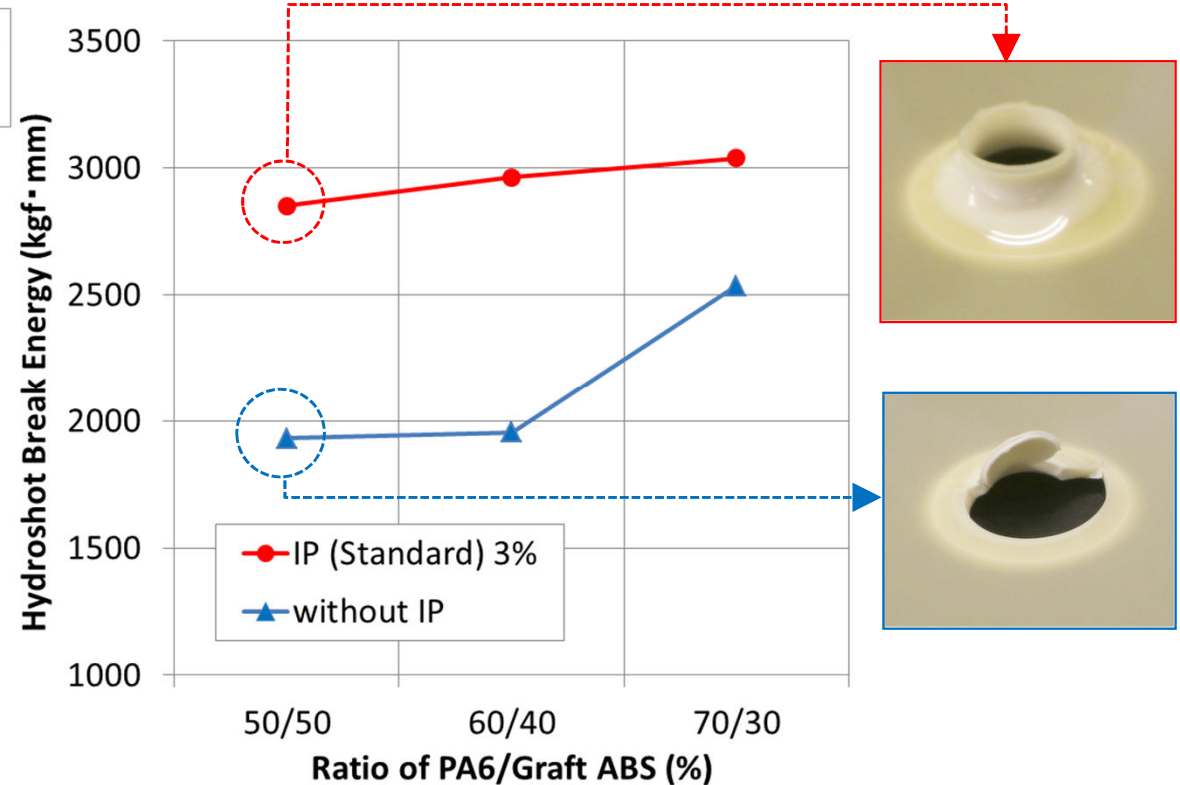 3500
3000
2500
2000
1500
1000
Hydroshot Break Energy (kgf・mm)
IP (Standard) 3%
without IP
50/50
60/40
70/30
Ratio of PA6/Graft ABS (%)